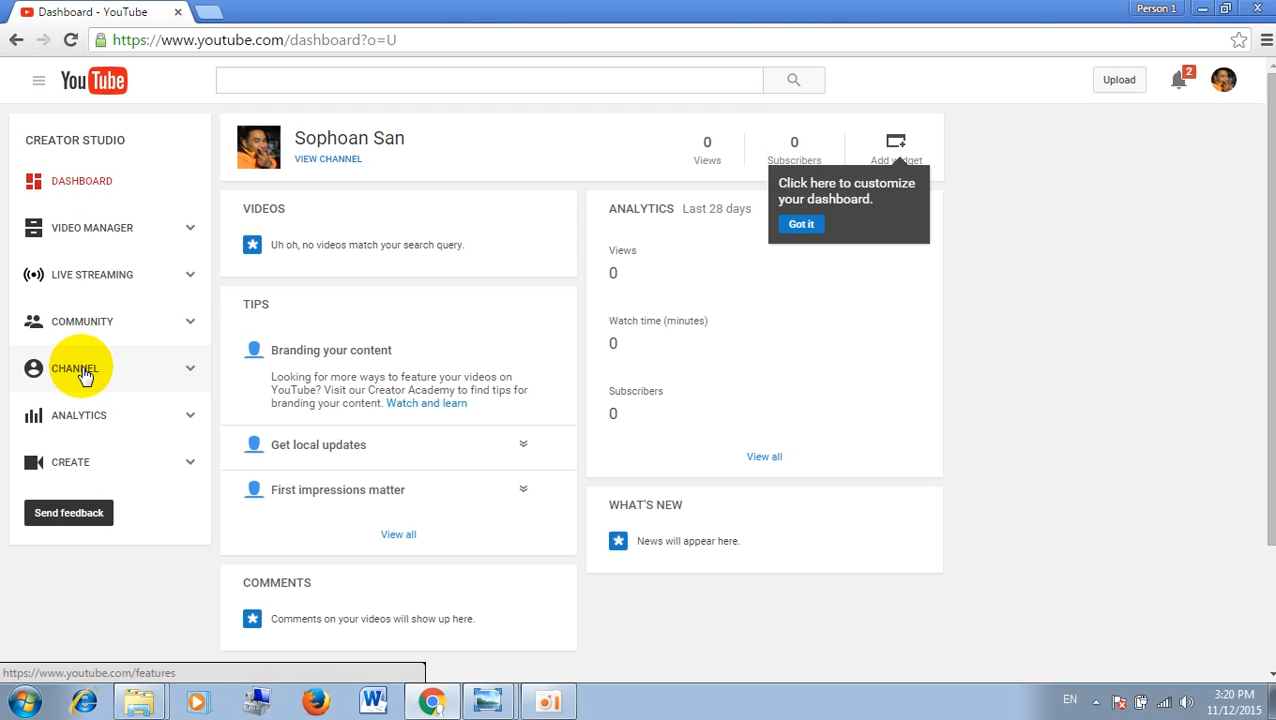 Dashboard - YouTube
Person 1
https://www.youtube.com/dashboard?o=U
YouTube
Upload
2
CREATOR STUDIO
DASHBOARD
VIDEO MANAGER
LIVE STREAMING
COMMUNITY
CHANNEL
ANALYTICS
CREATE
Send feedback
Sophoan San
VIEW CHANNEL
0
Views
0
Subscribers
Add widget
Click here to customize
your dashboard.
Got it
VIDEOS
Uh oh, no videos match your search query.
TIPS
Branding your content
Looking for more ways to feature your videos on
YouTube? Visit our Creator Academy to find tips for
branding your content. Watch and learn
Get local updates
First impressions matter
View all
COMMENTS
Comments on your videos will show up here.
ANALYTICS Last 28 days
Views
0
Watch time (minutes)
0
Subscribers
0
View all
WHAT'S NEW
News will appear here.
https://www.youtube.com/features
EN
3:20 PM
11/12/2015